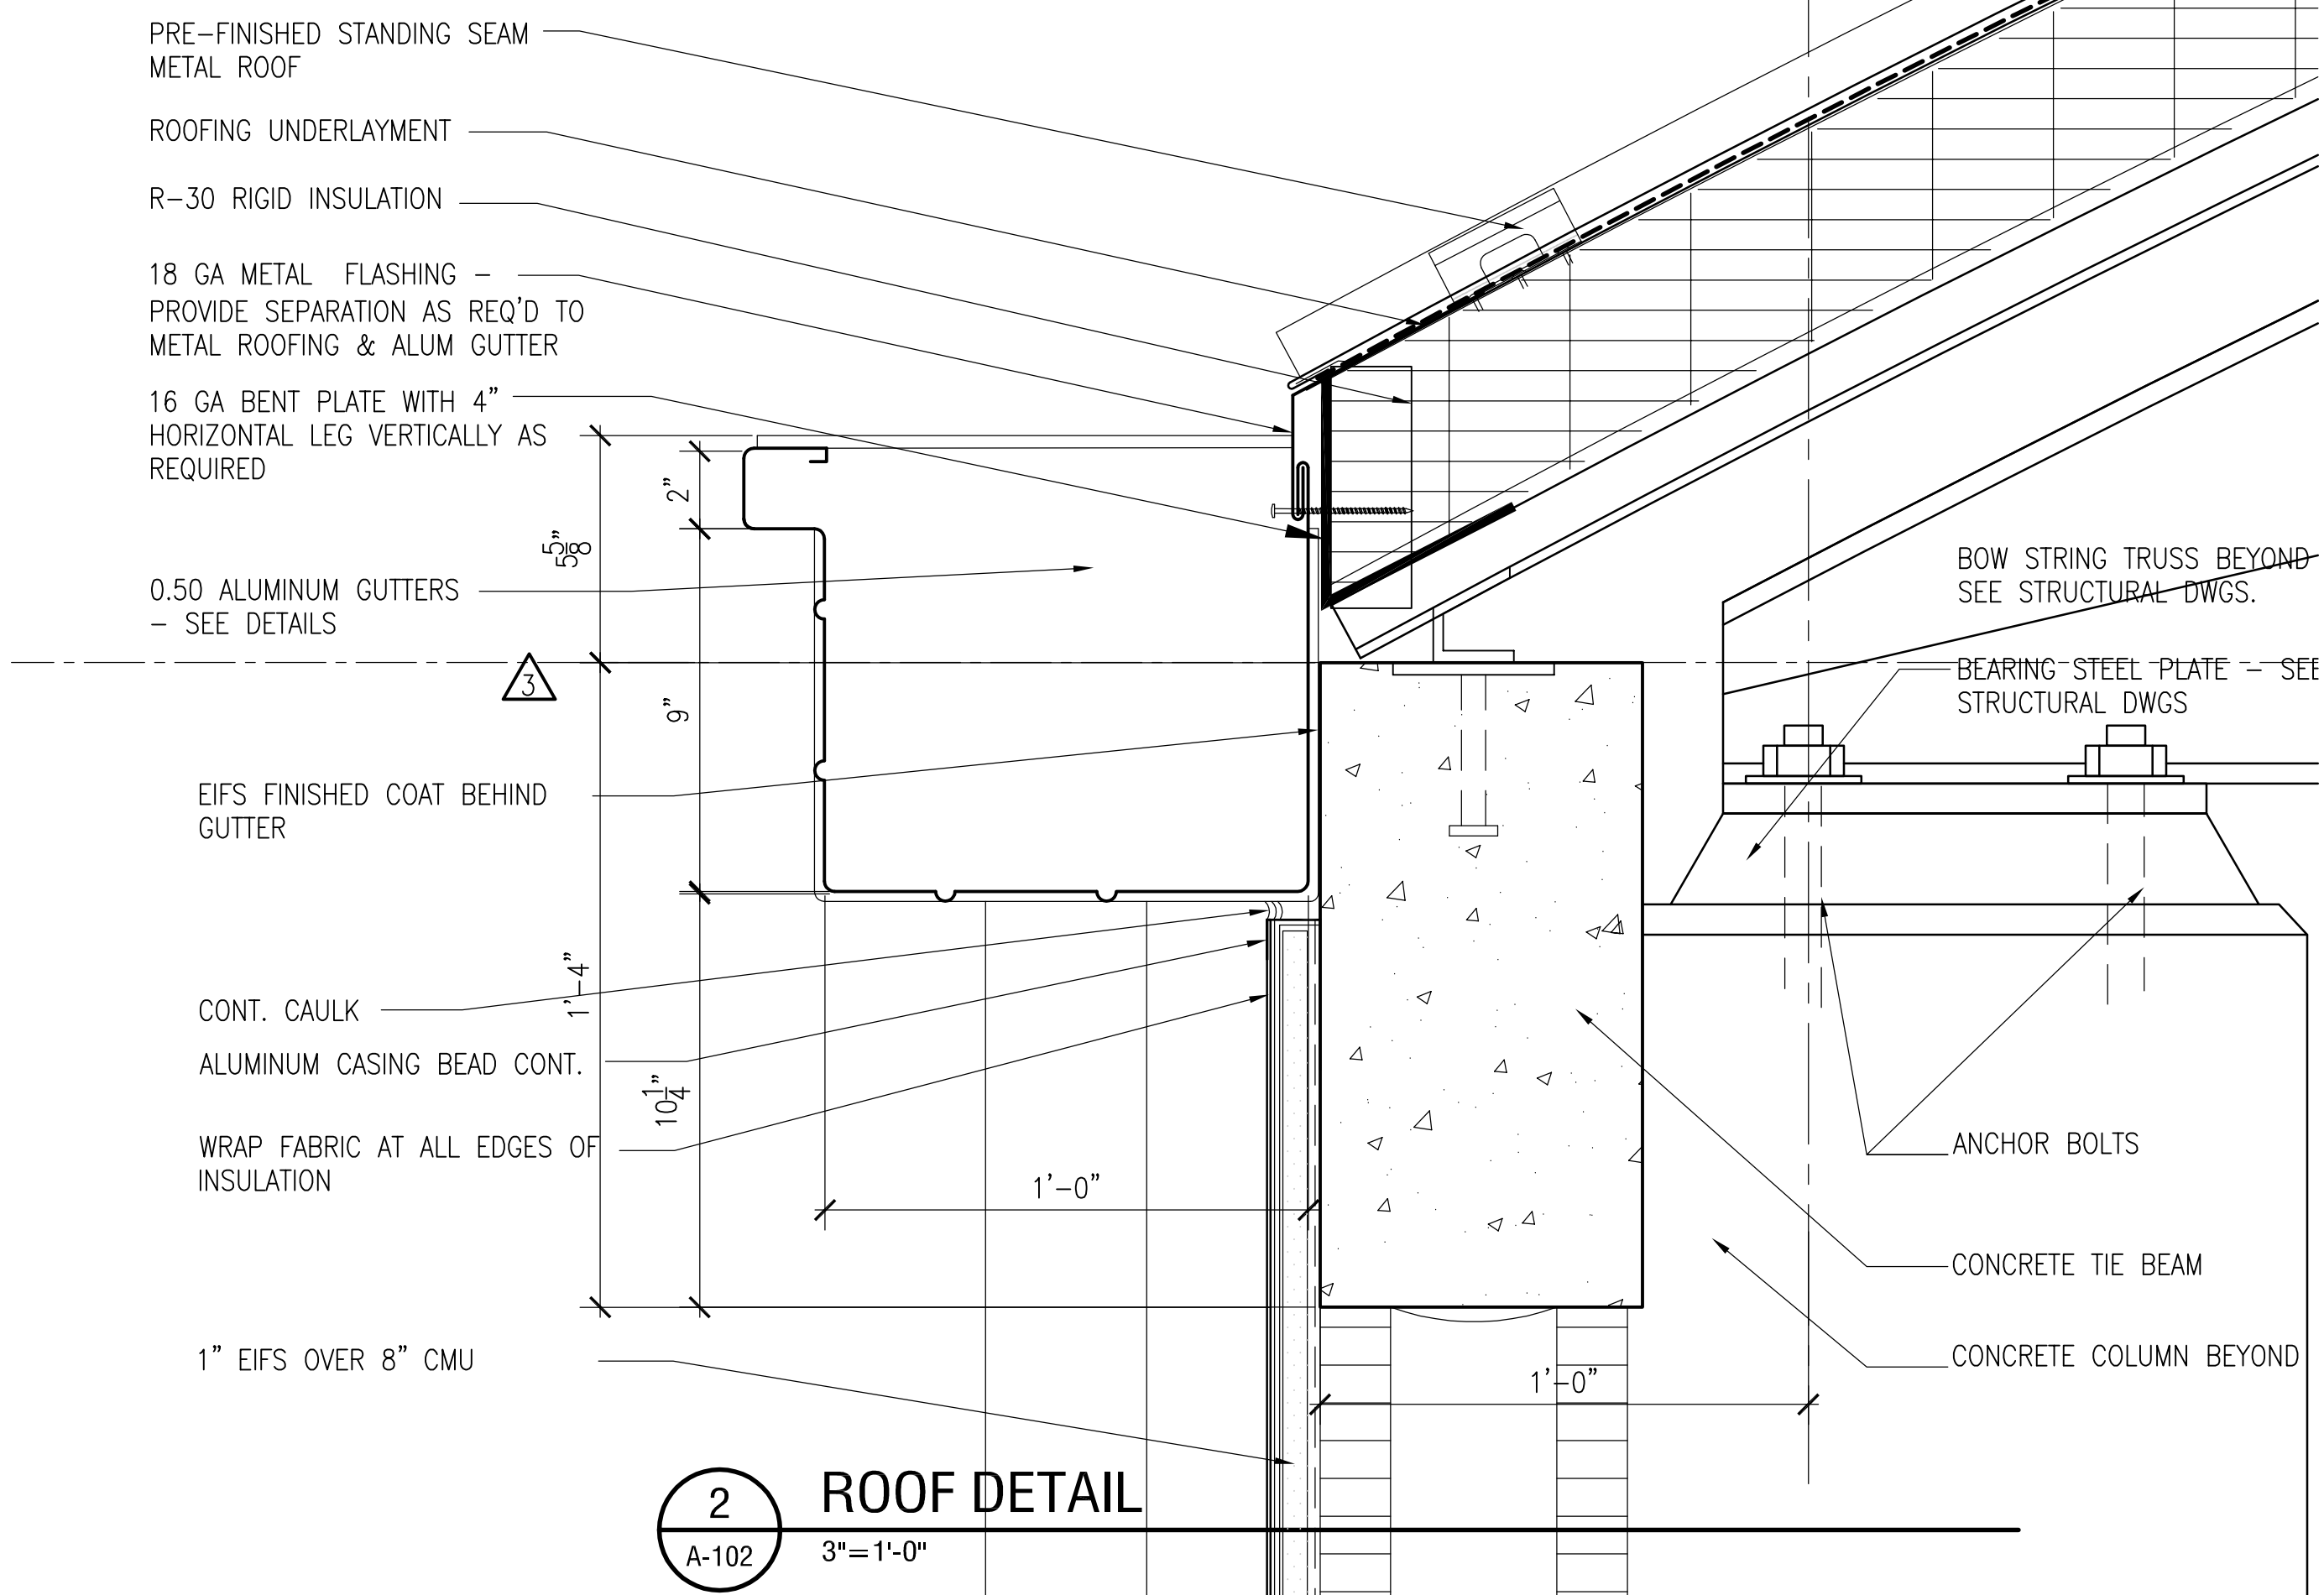 PRE-FINISHED STANDING SEAM
METAL ROOF
ROOFING UNDERLAYMENT
R-30 RIGID INSULATION
18 GA METAL FLASHING -
PROVIDE SEPARATION AS REQ'D TO
METAL ROOFING & ALUM GUTTER
16 GA BENT PLATE WITH 4"
HORIZONTAL LEG VERTICALLY AS
REQUIRED
0.50 ALUMINUM GUTTERS
- SEE DETAILS
EIFS FINISHED COAT BEHIND
GUTTER
CONT. CAULK
ALUMINUM CASING BEAD CONT.
WRAP FABRIC AT ALL EDGES OF
INSULATION
1" EIFS OVER 8" CMU
3
5 5/8"
2"
9"
1'-4"
10 1/4"
1'-0"
1'-0"
BOW STRING TRUSS BEYOND
SEE STRUCTURAL DWGS.
BEARING STEEL PLATE - SEE
STRUCTURAL DWGS
ANCHOR BOLTS
CONCRETE TIE BEAM
CONCRETE COLUMN BEYOND
2
A-102
ROOF DETAIL
3"=1'-0"